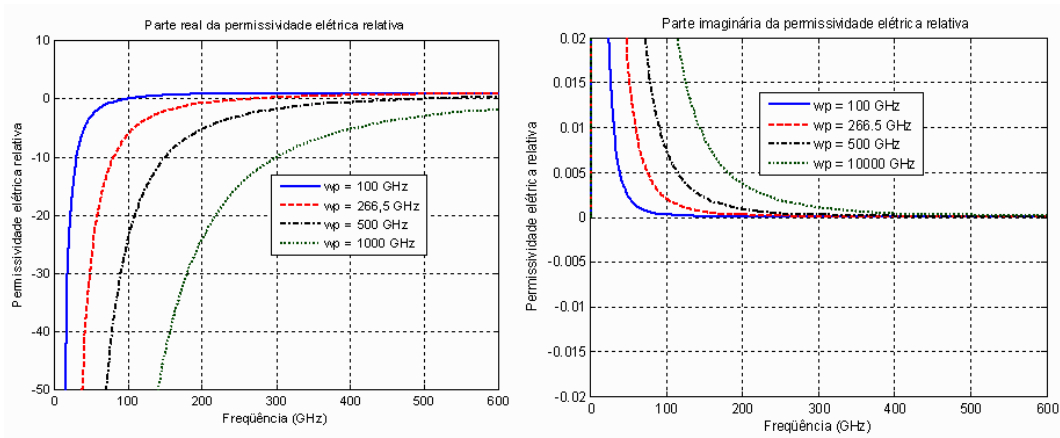 Parte real da permissividade elétrica relativa
10
0
-10
-20
-30
-40
-50
0
100
200
300
400
500
600
Permissividade elétrica relativa
Freqüência (GHz)
wp = 100 GHz
wp = 266,5 GHz
wp = 500 GHz
wp = 1000 GHz
Parte imaginária da permissividade elétrica relativa
0.02
0.015
0.01
0.005
0
-0.005
-0.01
-0.015
-0.02
0
100
200
300
400
500
600
Permissividade elétrica relativa
Freqüência (GHz)
wp = 100 GHz
wp = 266.5 GHz
wp = 500 GHz
wp = 10000 GHz